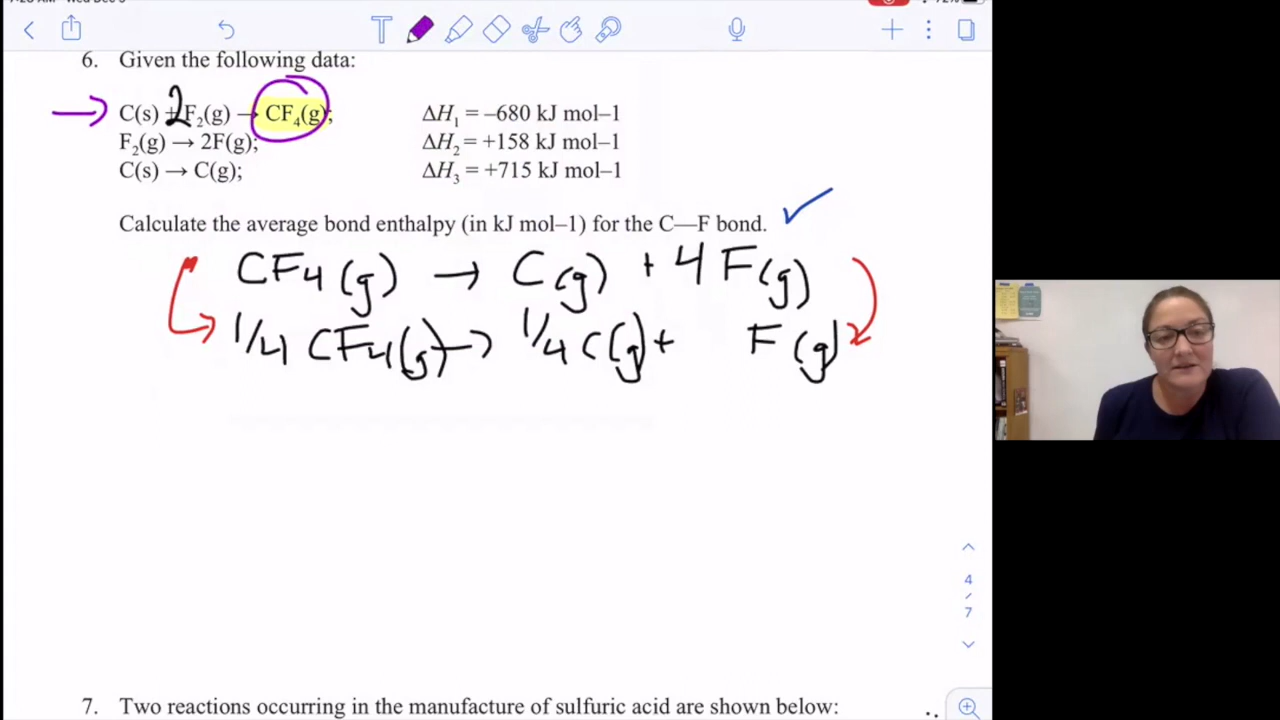 6. Given the following data:
C(s) + 2F₂(g) → CF₄(g); ΔH₁ = –680 kJ mol–1
F₂(g) → 2F(g); ΔH₂ = +158 kJ mol–1
C(s) → C(g); ΔH₃ = +715 kJ mol–1
Calculate the average bond enthalpy (in kJ mol–1) for the C—F bond.
CF4 (g) → C(g) + 4 F(g)
1/4 CF4(g) → 1/4 C(g) + F(g)
4
/
7
7. Two reactions occurring in the manufacture of sulfuric acid are shown below: